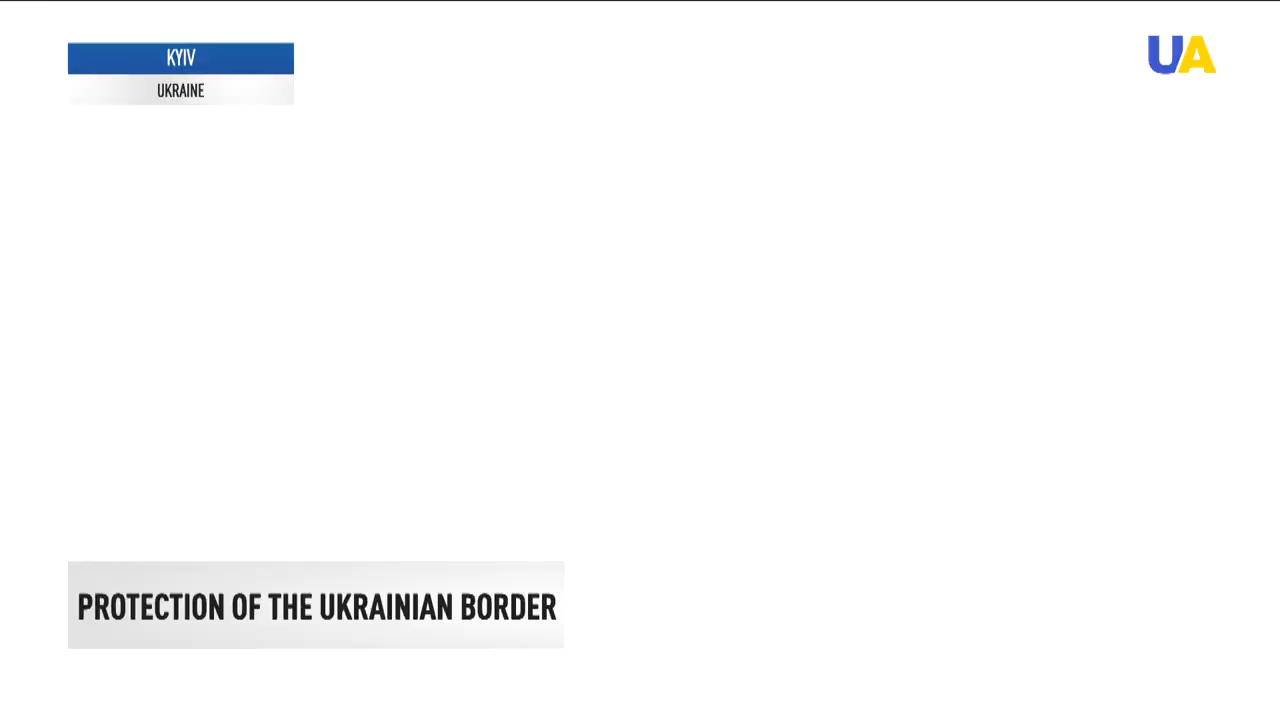 KYIV
UKRAINE
UA
PROTECTION OF THE UKRAINIAN BORDER